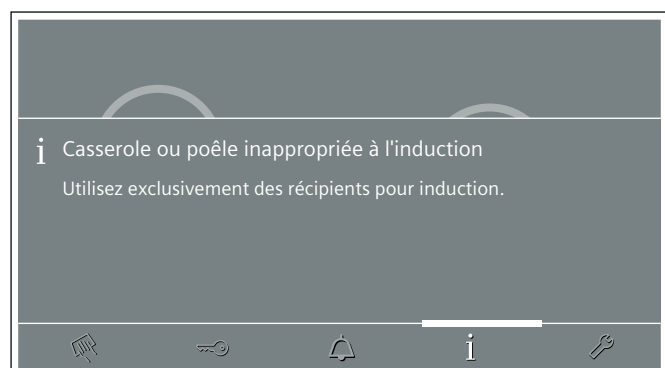 i Casserole ou poêle inappropriée à l'induction
Utilisez exclusivement des récipients pour induction.
i